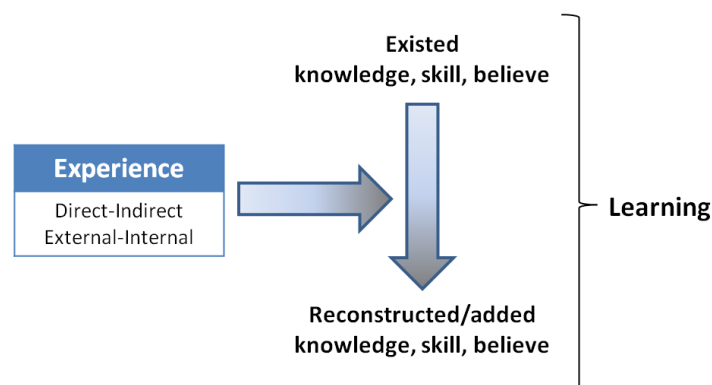 Existed
knowledge, skill, believe
Experience
Direct-Indirect
External-Internal
Learning
Reconstructed/added
knowledge, skill, believe